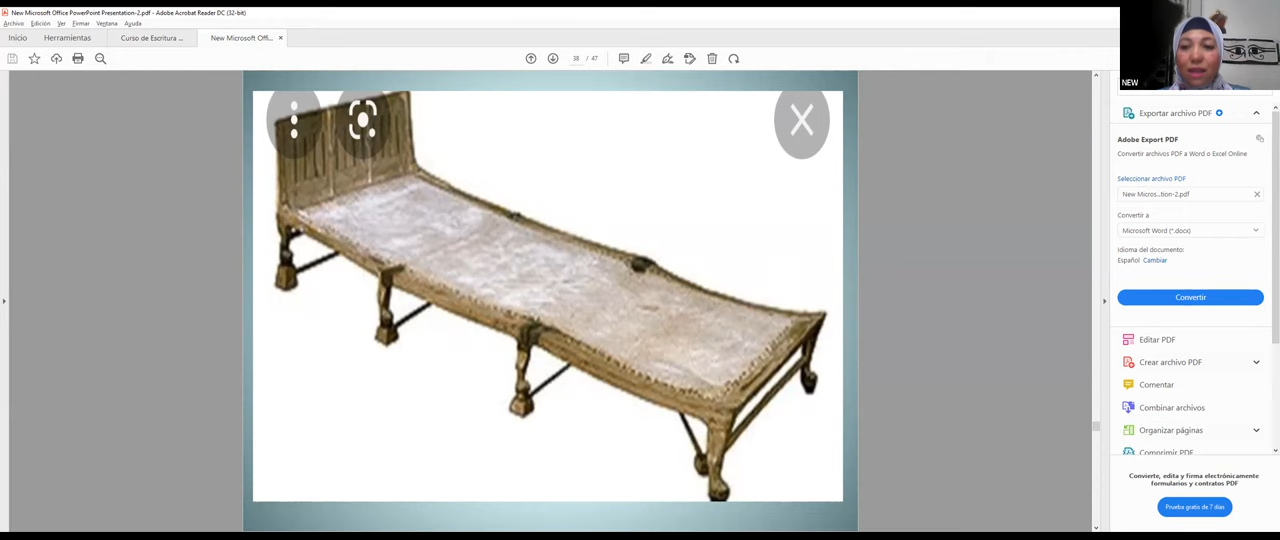 New Microsoft Office PowerPoint Presentation-2.pdf - Adobe Acrobat Reader DC (32-bit)
Archivo Edición Ver Firmar Ventana Ayuda
Inicio Herramientas Curso de Escritura ... New Microsoft Offi... ×
38 / 47
NEW
Exportar archivo PDF
Adobe Export PDF
Convertir archivos PDF a Word o Excel Online
Seleccionar archivo PDF
New Micros...tion-2.pdf
Convertir a
Microsoft Word (*.docx)
Idioma del documento:
Español Cambiar
Convertir
Editar PDF
Crear archivo PDF
Comentar
Combinar archivos
Organizar páginas
Comprimir PDF
Convierte, edita y firma electrónicamente
formularios y contratos PDF
Prueba gratis de 7 días